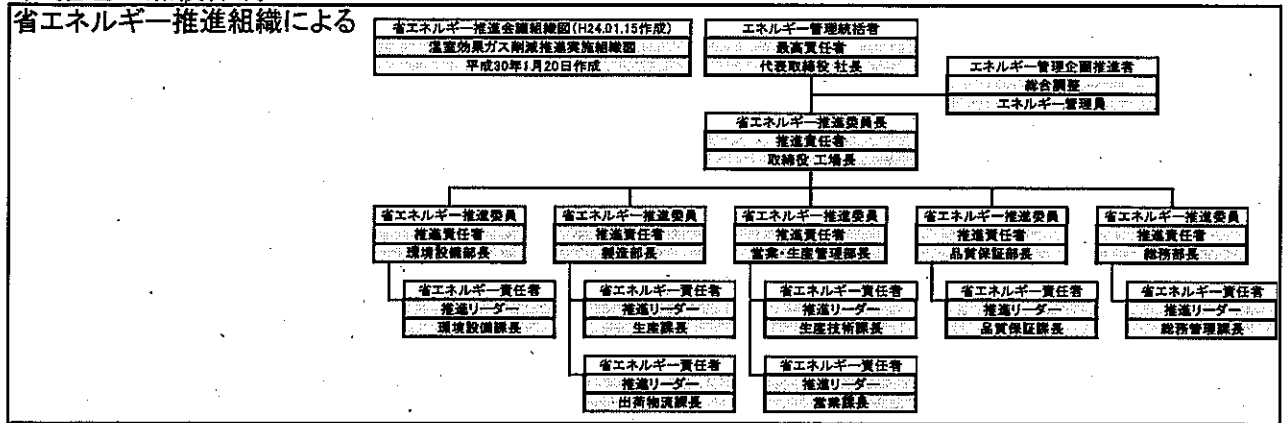 省エネルギー推進組織による
省エネルギー推進会議組織図(H24.01.15作成)
温室効果ガス削減推進実施組織図
平成30年1月20日作成
エネルギー管理統括者
最高責任者
代表取締役 社長
エネルギー管理企画推進者
総合調整
エネルギー管理員
省エネルギー推進委員長
推進責任者
取締役 工場長
省エネルギー推進委員
推進責任者
環境設備部長
省エネルギー推進委員
推進責任者
製造部長
省エネルギー推進委員
推進責任者
営業・生産管理部長
省エネルギー推進委員
推進責任者
品質保証部長
省エネルギー推進委員
推進責任者
総務部長
省エネルギー責任者
推進リーダー
環境設備課長
省エネルギー責任者
推進リーダー
生産課長
省エネルギー責任者
推進リーダー
生産技術課長
省エネルギー責任者
推進リーダー
品質保証課長
省エネルギー責任者
推進リーダー
総務管理課長
省エネルギー責任者
推進リーダー
出荷物流課長
省エネルギー責任者
推進リーダー
営業課長